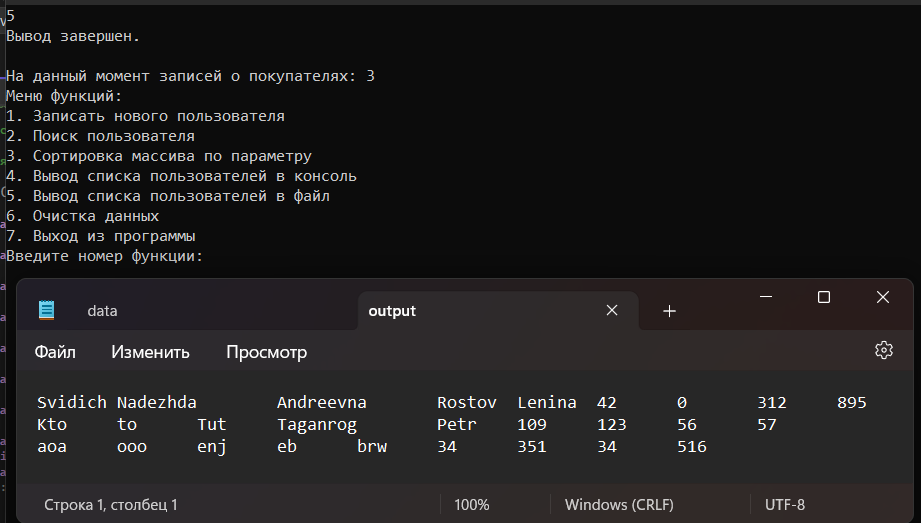 5
Вывод завершен.
На данный момент записей о покупателях: 3
Меню функций:
1. Записать нового пользователя
2. Поиск пользователя
3. Сортировка массива по параметру
4. Вывод списка пользователей в консоль
5. Вывод списка пользователей в файл
6. Очистка данных
7. Выход из программы
Введите номер функции:
data output
Файл Изменить Просмотр
Svidich Nadezhda Andreevna Rostov Lenina 42 0 312 895
Kto to Tut Taganrog Petr 109 123 56 57
aoa ooo enj eb brw 34 351 34 516
Строка 1, столбец 1 100% Windows (CRLF) UTF-8